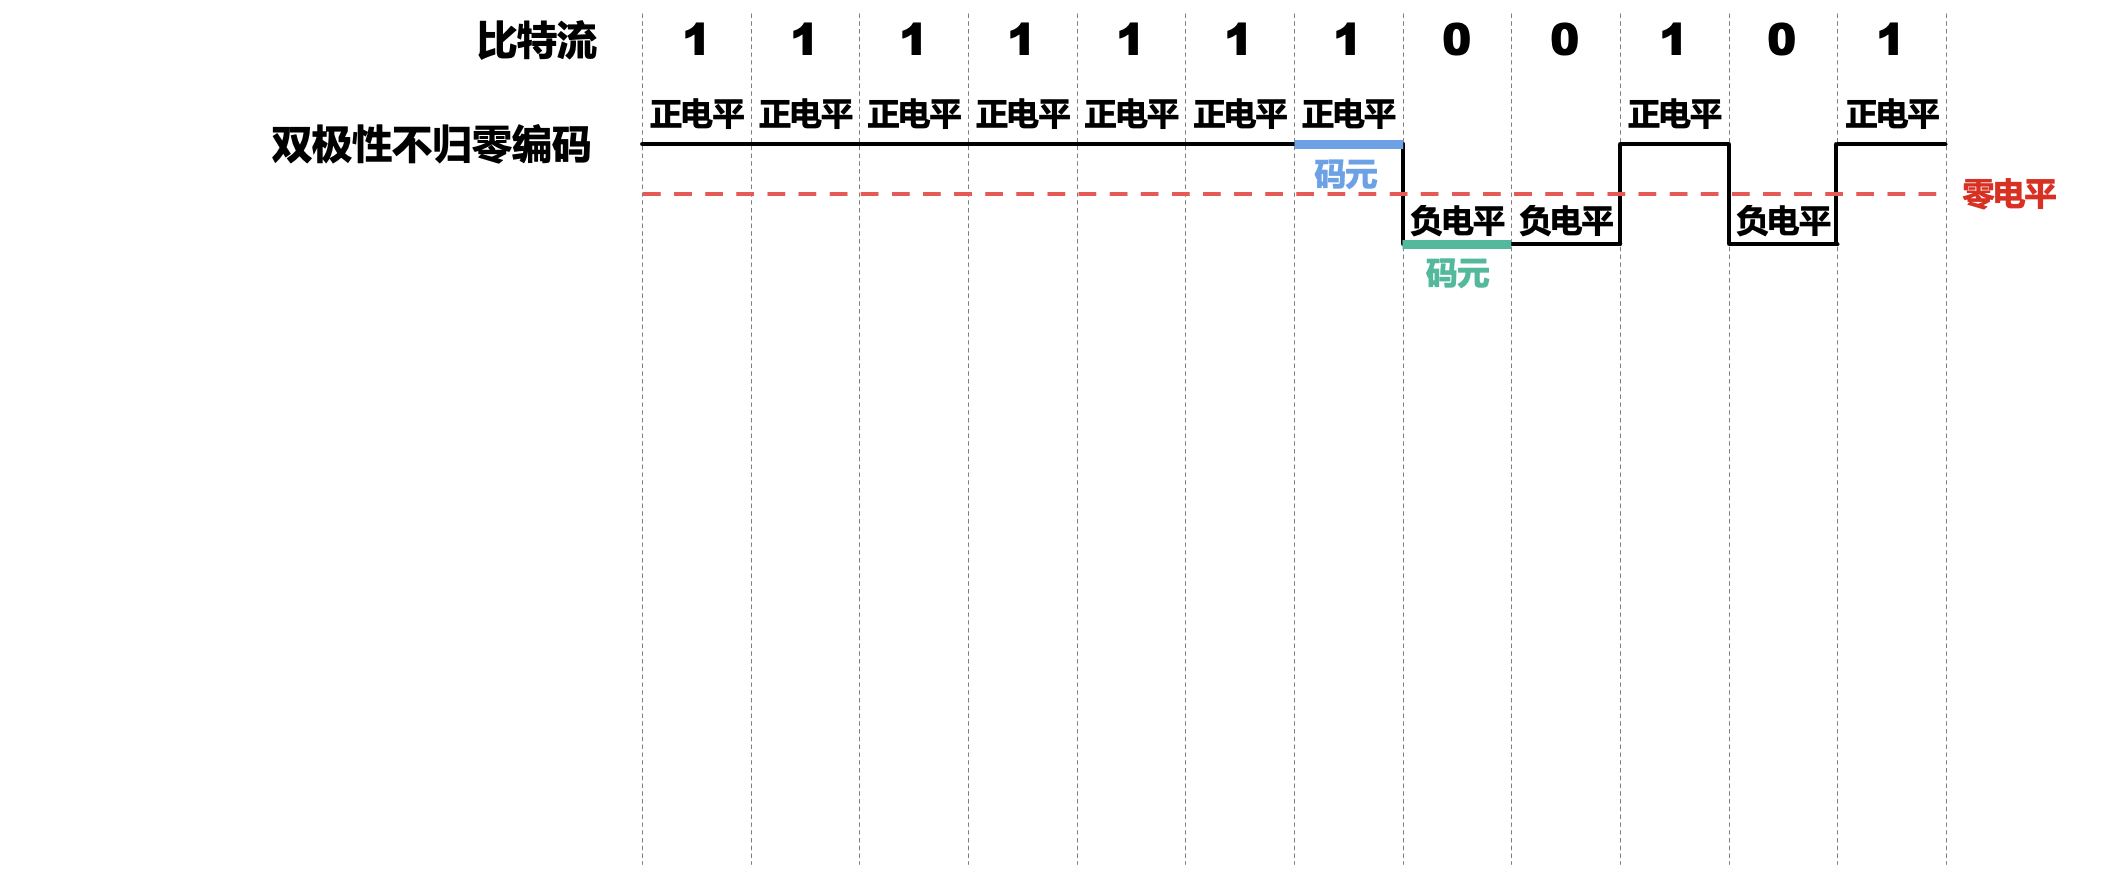 比特流 1 1 1 1 1 1 1 0 0 1 0 1
正电平 正电平 正电平 正电平 正电平 正电平 正电平 正电平 正电平
双极性不归零编码
码元
零电平
负电平 负电平 负电平
码元